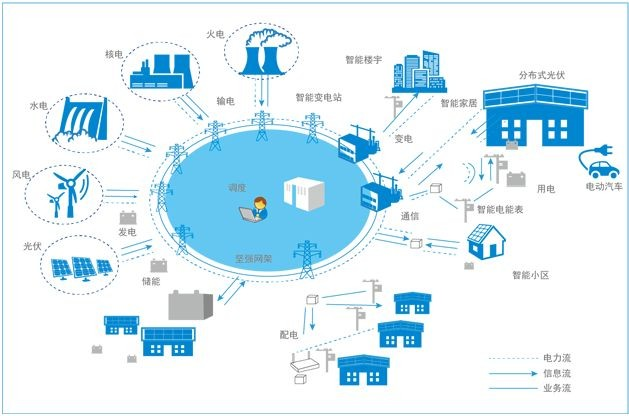 火电
核电
智能楼宇
分布式光伏
水电
输电
智能变电站
智能家居
变电
风电
调度
用电
电动汽车
发电
通信
智能电能表
光伏
坚强网架
智能小区
储能
配电
电力流
信息流
业务流